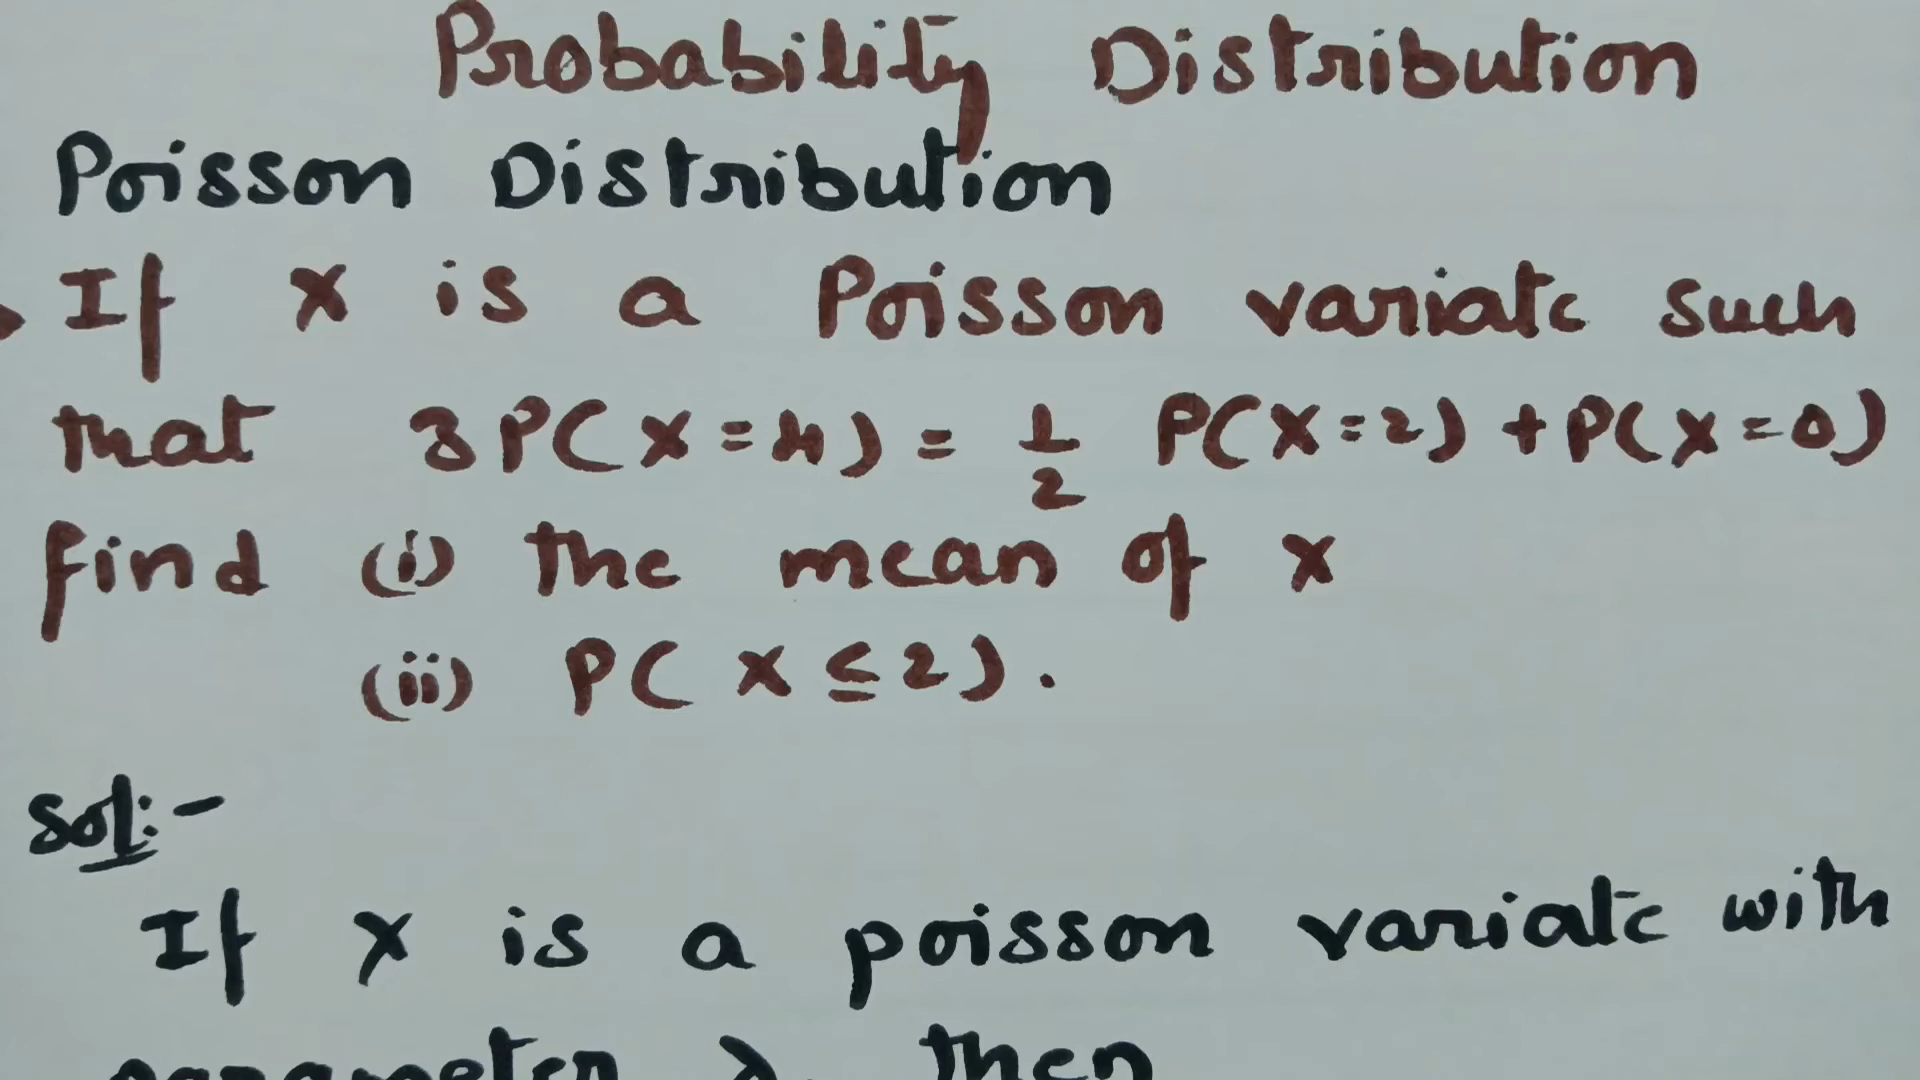 Probability Distribution
Poisson Distribution
If X is a Poisson variate such
that 3P(X=4) = 1/2 P(X=2) + P(X=0)
find (i) the mean of X
(ii) P(X≤2).
Sol:-
If X is a poisson variate with
parameter λ, then